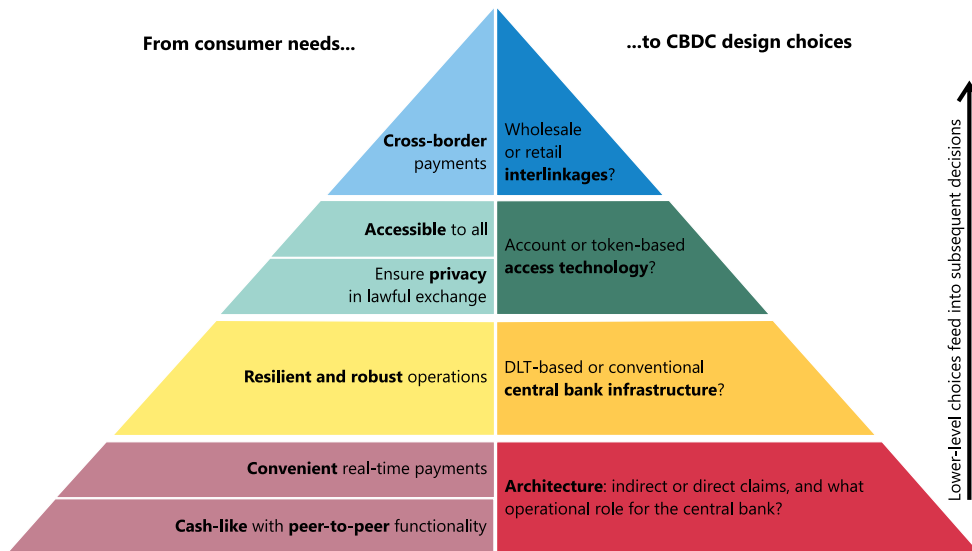 From consumer needs...
...to CBDC design choices
Cross-border
payments
Wholesale
or retail
interlinkages?
Accessible to all
Ensure privacy
in lawful exchange
Account or token-based
access technology?
Resilient and robust operations
DLT-based or conventional
central bank infrastructure?
Convenient real-time payments
Cash-like with peer-to-peer functionality
Architecture: indirect or direct claims, and what
operational role for the central bank?
Lower-level choices feed into subsequent decisions